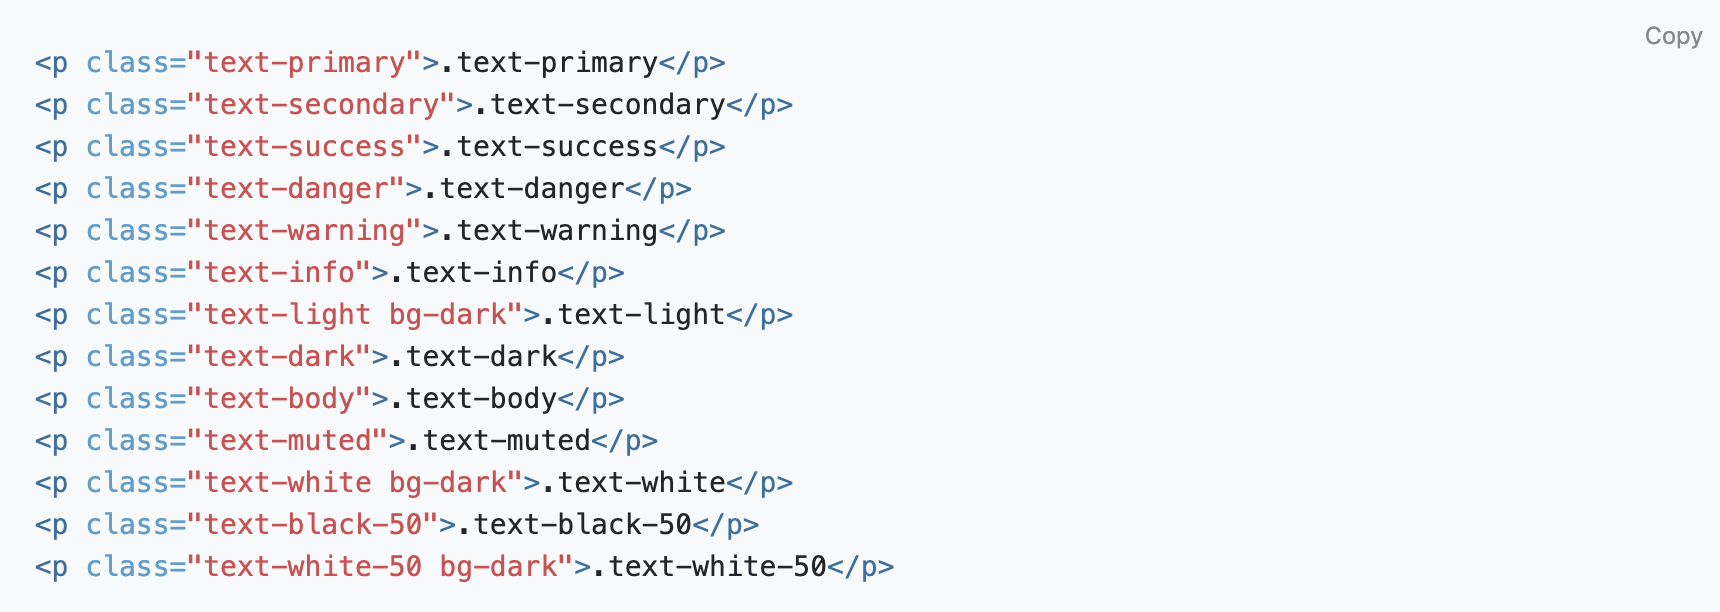 Copy
<p class="text-primary">.text-primary</p>
<p class="text-secondary">.text-secondary</p>
<p class="text-success">.text-success</p>
<p class="text-danger">.text-danger</p>
<p class="text-warning">.text-warning</p>
<p class="text-info">.text-info</p>
<p class="text-light bg-dark">.text-light</p>
<p class="text-dark">.text-dark</p>
<p class="text-body">.text-body</p>
<p class="text-muted">.text-muted</p>
<p class="text-white bg-dark">.text-white</p>
<p class="text-black-50">.text-black-50</p>
<p class="text-white-50 bg-dark">.text-white-50</p>